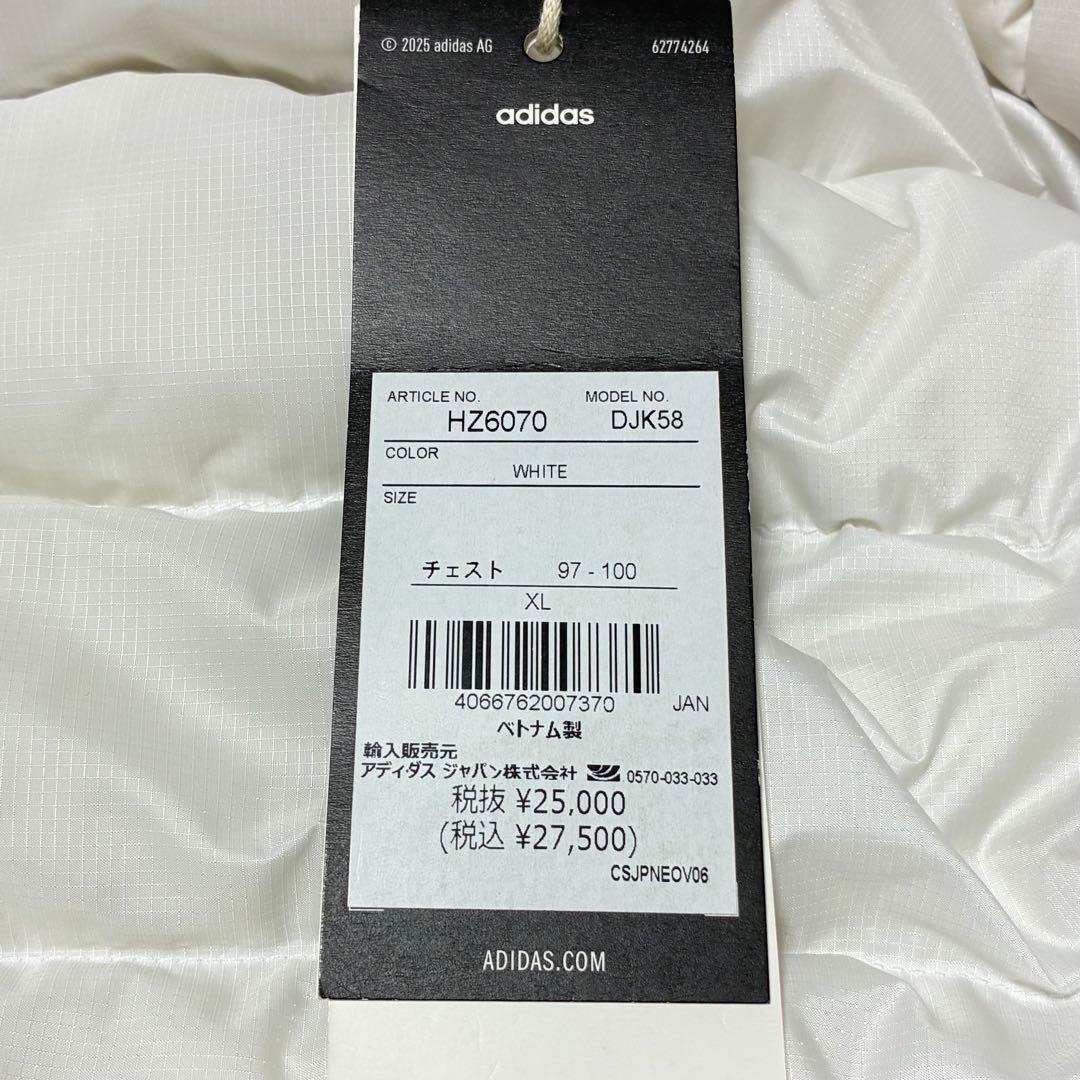 © 2025 adidas AG 62774264
adidas
ARTICLE NO. MODEL NO.
HZ6070 DJK58
COLOR
WHITE
SIZE
チェスト 97 - 100
XL
4066762007370 JAN
ベトナム製
輸入販売元
アディダス ジャパン株式会社 0570-033-033
税抜 ¥25,000
(税込 ¥27,500)
CSJPNEOV06
ADIDAS.COM